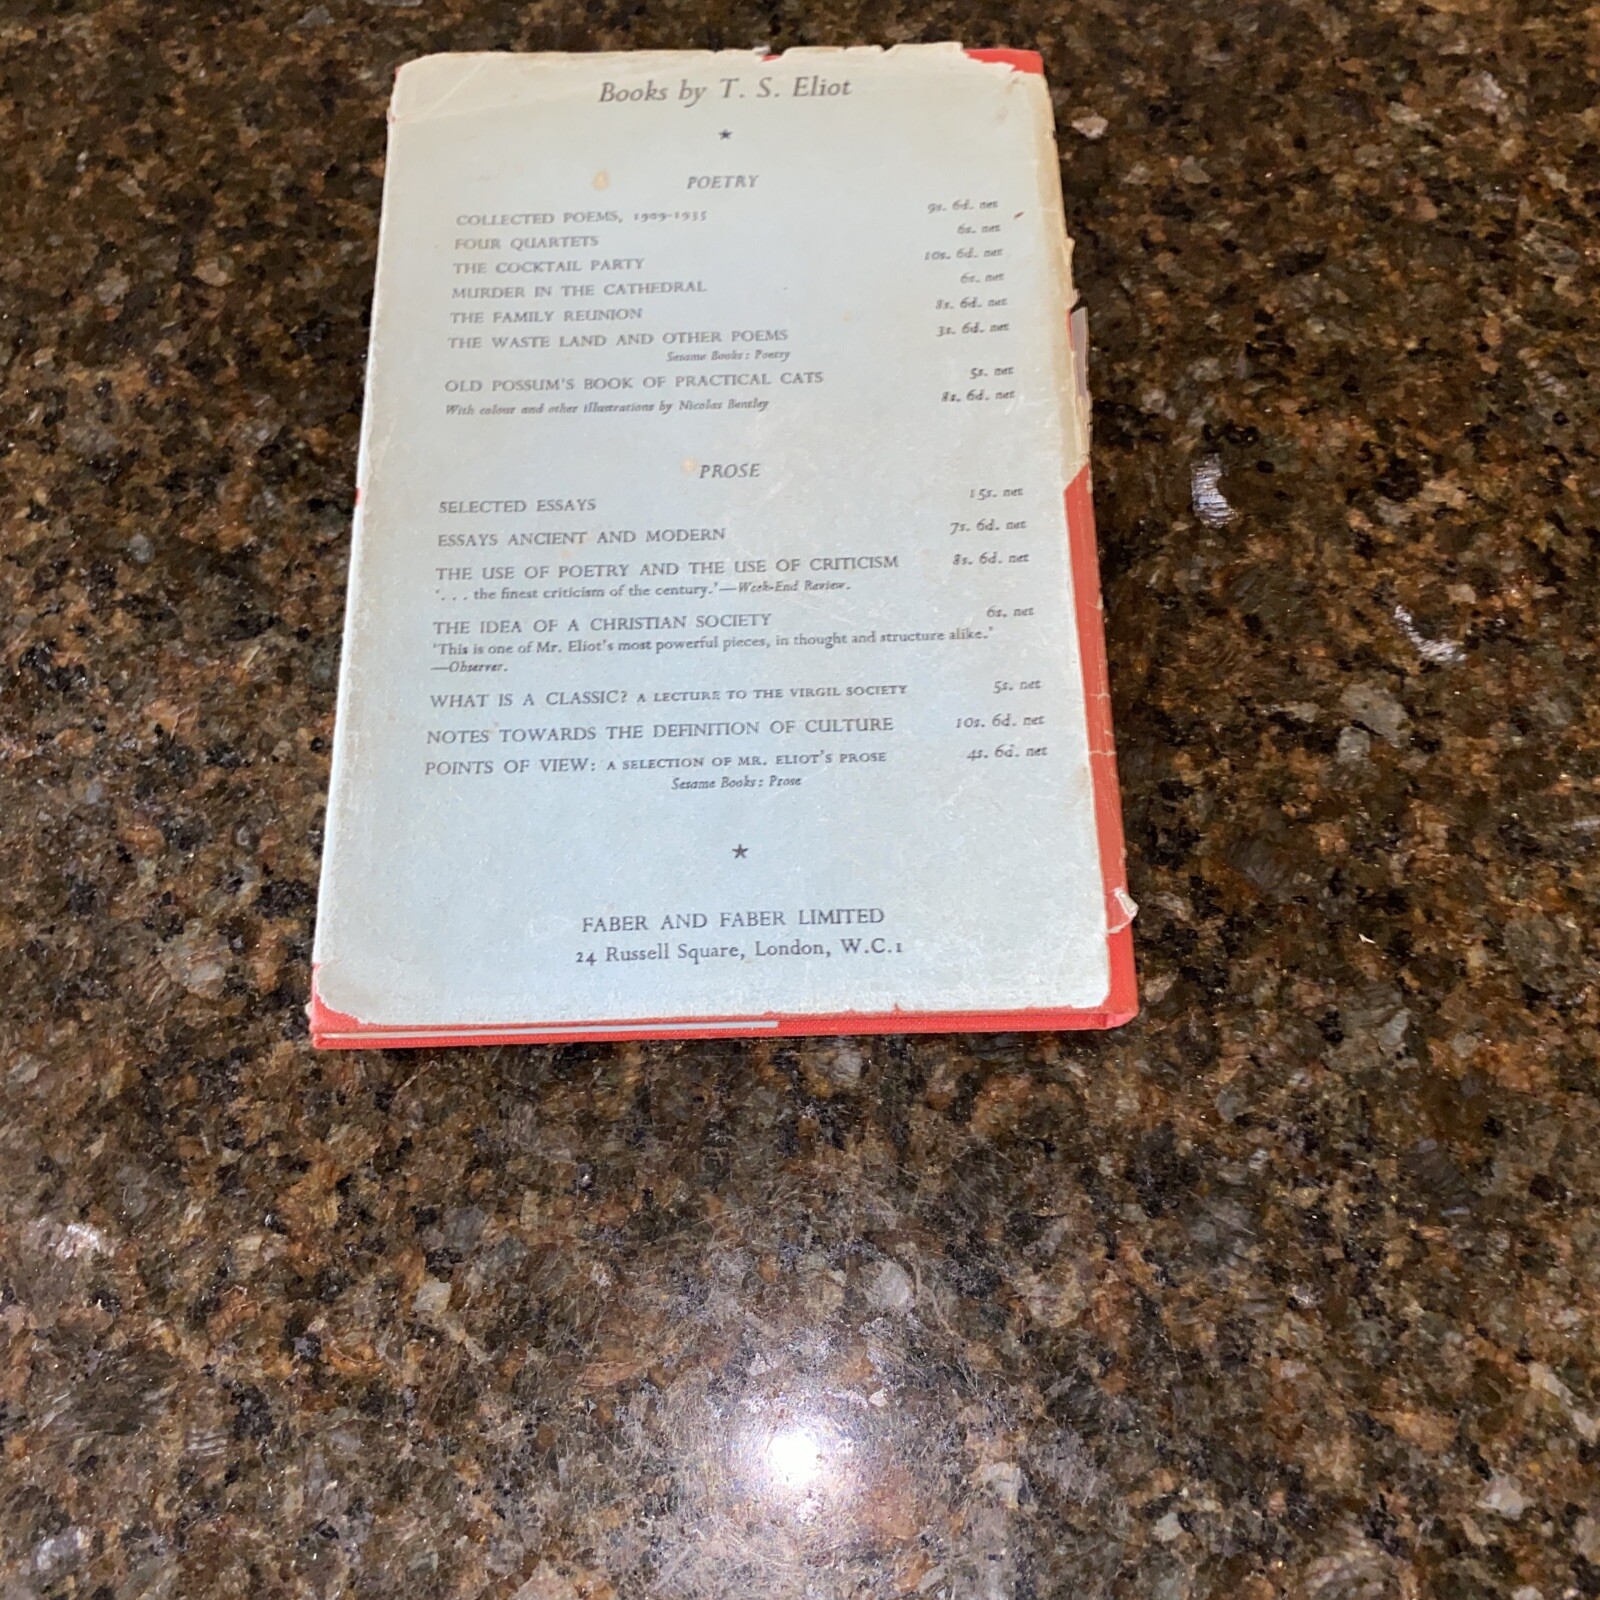 Books by T. S. Eliot
★
POETRY
COLLECTED POEMS, 1909-1935 9s. 6d. net
FOUR QUARTETS 6s. net
THE COCKTAIL PARTY 10s. 6d. net
MURDER IN THE CATHEDRAL 6s. net
THE FAMILY REUNION 8s. 6d. net
THE WASTE LAND AND OTHER POEMS 3s. 6d. net
Sesame Books: Poetry
OLD POSSUM'S BOOK OF PRACTICAL CATS 5s. net
With colour and other illustrations by Nicolas Bentley 8s. 6d. net
PROSE
SELECTED ESSAYS 15s. net
ESSAYS ANCIENT AND MODERN 7s. 6d. net
THE USE OF POETRY AND THE USE OF CRITICISM 8s. 6d. net
'. . . the finest criticism of the century.'—Week-End Review.
THE IDEA OF A CHRISTIAN SOCIETY 6s. net
'This is one of Mr. Eliot's most powerful pieces, in thought and structure alike.'
—Observer.
WHAT IS A CLASSIC? A LECTURE TO THE VIRGIL SOCIETY 5s. net
NOTES TOWARDS THE DEFINITION OF CULTURE 10s. 6d. net
POINTS OF VIEW: A SELECTION OF MR. ELIOT'S PROSE 4s. 6d. net
Sesame Books: Prose
★
FABER AND FABER LIMITED
24 Russell Square, London, W.C.1